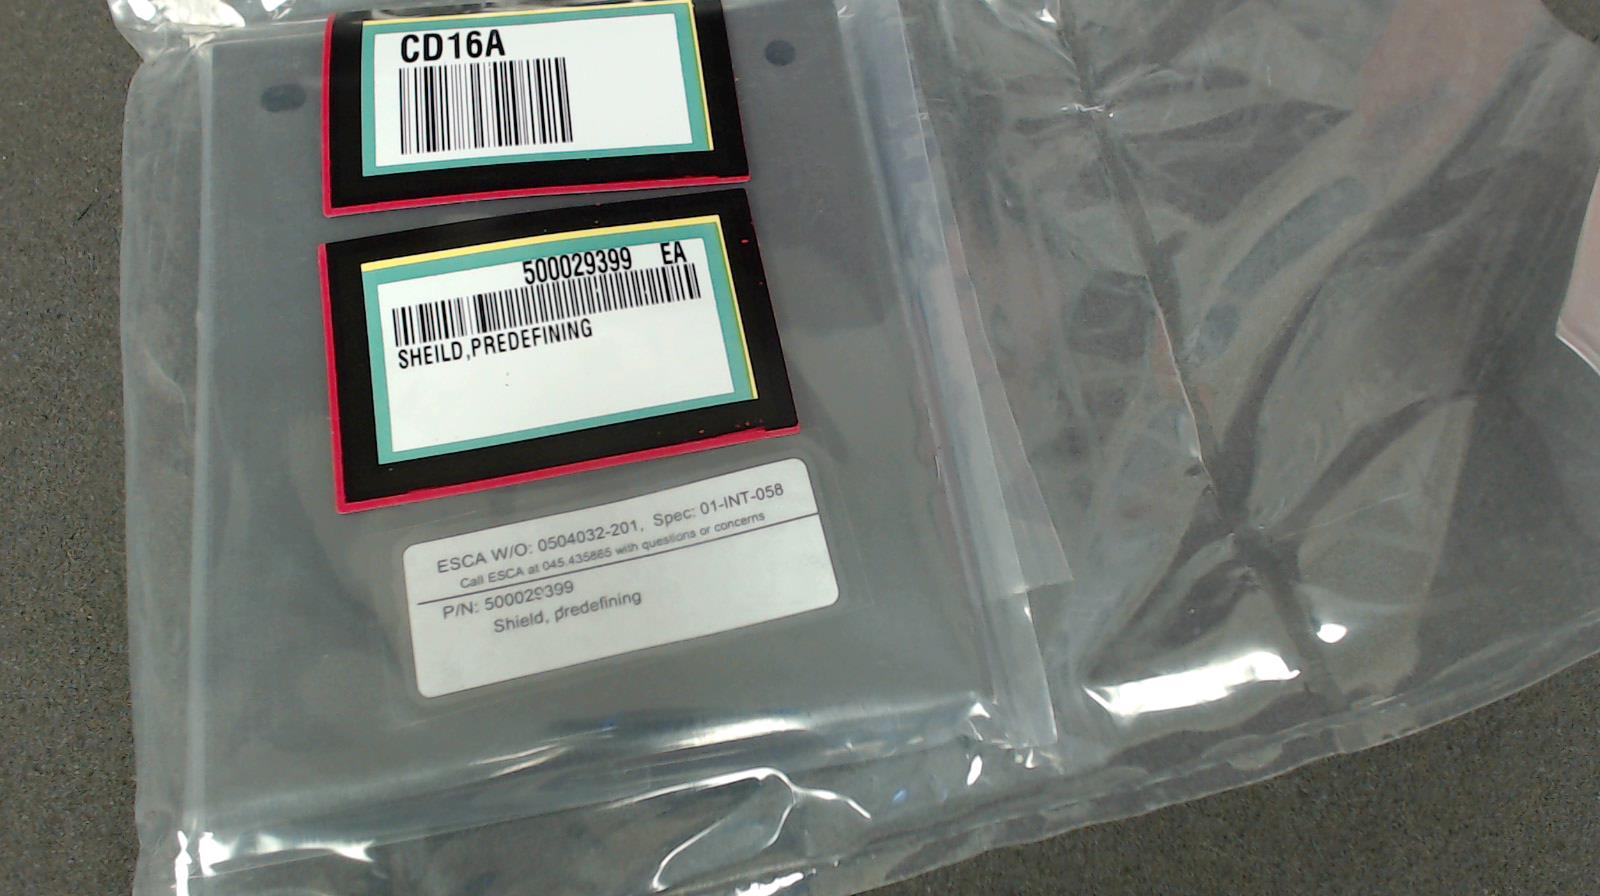 CD16A
500029399 EA
SHEILD,PREDEFINING
ESCA W/O: 0504032-201, Spec: 01-INT-058
Call ESCA at 045.435865 with questions or concerns
P/N: 500029399
Shield, predefining